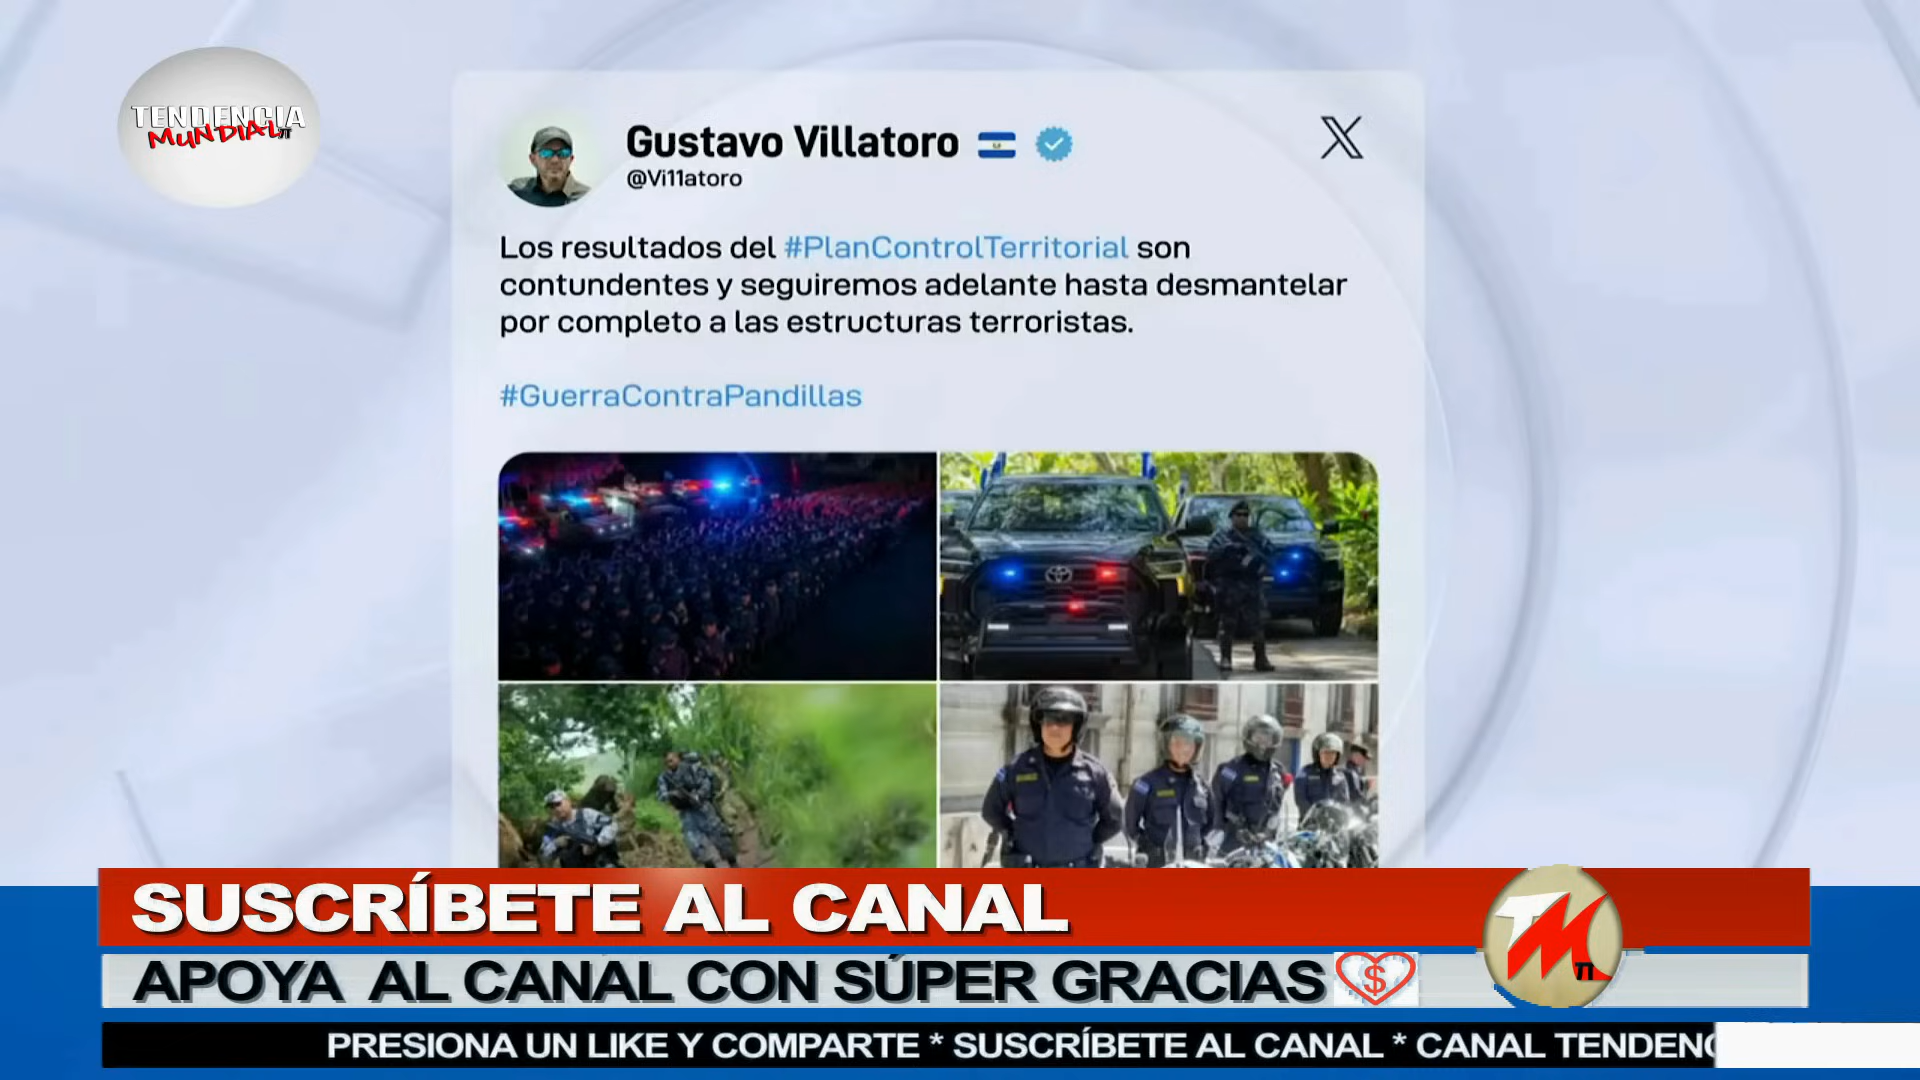 TENDENCIA
MUNDIAL
Gustavo Villatoro
@Vi11atoro
Los resultados del #PlanControlTerritorial son
contundentes y seguiremos adelante hasta desmantelar
por completo a las estructuras terroristas.
#GuerraContraPandillas
SUSCRÍBETE AL CANAL
APOYA AL CANAL CON SÚPER GRACIAS
$
TM
PRESIONA UN LIKE Y COMPARTE * SUSCRÍBETE AL CANAL * CANAL TENDENC